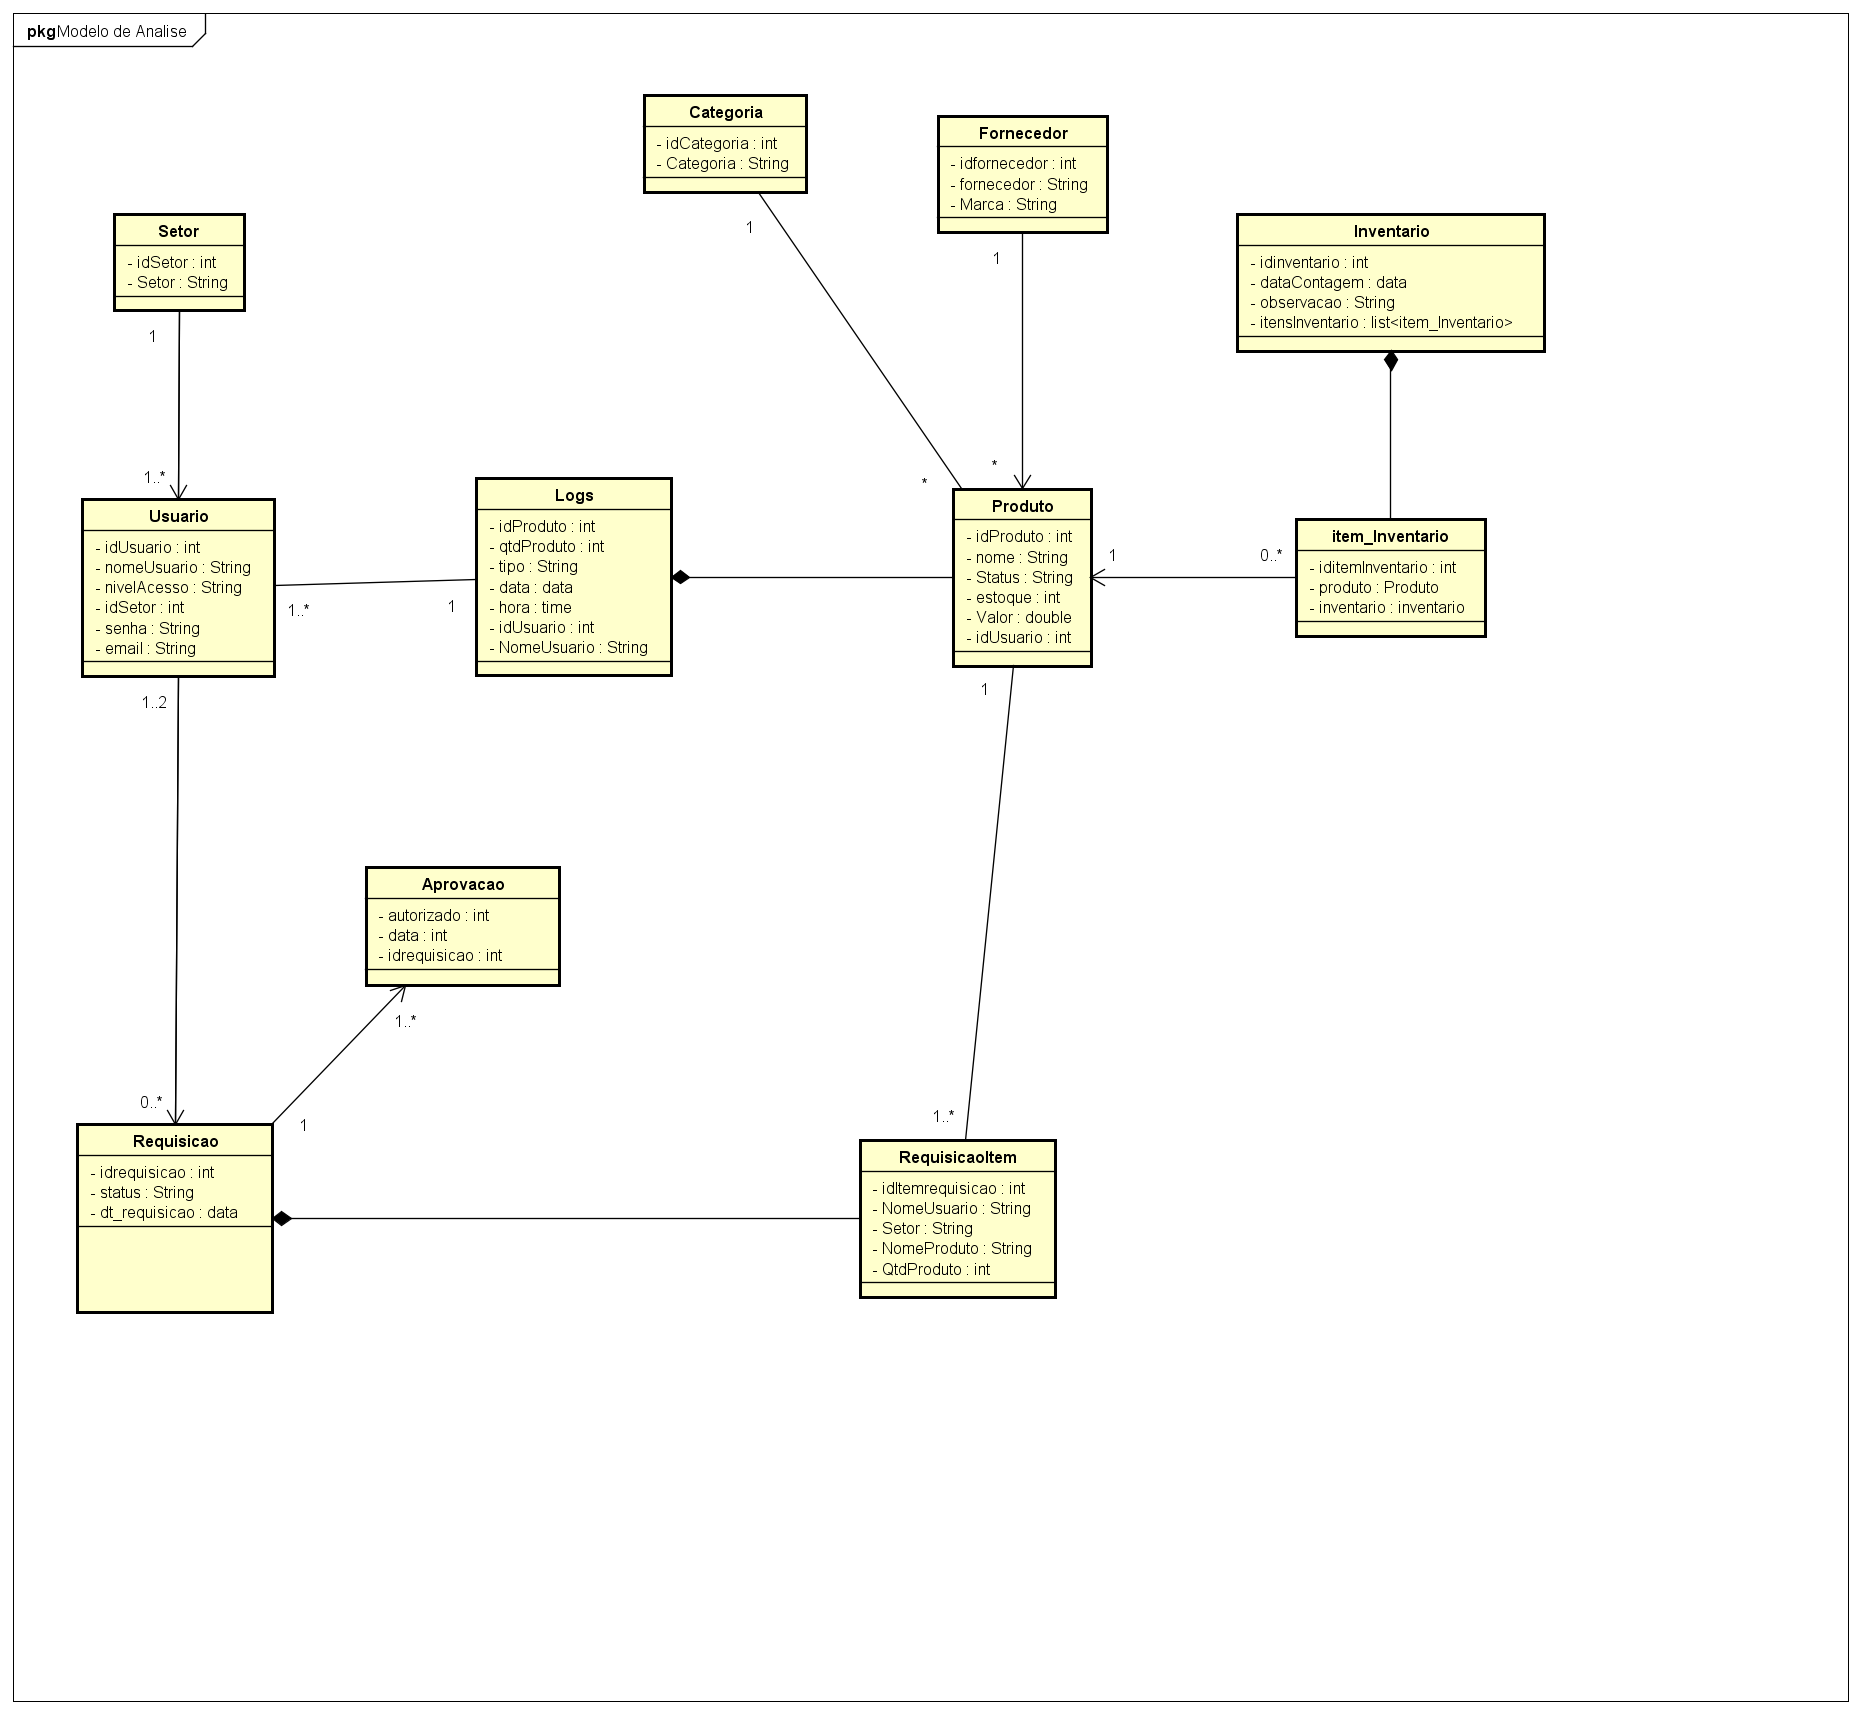 pkg Modelo de Analise
Categoria
- idCategoria : int
- Categoria : String
1
*
Fornecedor
- idfornecedor : int
- fornecedor : String
- Marca : String
1
*
Inventario
- idinventario : int
- dataContagem : data
- observacao : String
- itensInventario : list<item_Inventario>
Setor
- idSetor : int
- Setor : String
1
1..*
Usuario
- idUsuario : int
- nomeUsuario : String
- nivelAcesso : String
- idSetor : int
- senha : String
- email : String
1..*
1
Logs
- idProduto : int
- qtdProduto : int
- tipo : String
- data : data
- hora : time
- idUsuario : int
- NomeUsuario : String
Produto
- idProduto : int
- nome : String
- Status : String
- estoque : int
- Valor : double
- idUsuario : int
1
0..*
item_Inventario
- iditemInventario : int
- produto : Produto
- inventario : inventario
1..2
0..*
1
1..*
Aprovacao
- autorizado : int
- data : int
- idrequisicao : int
1..*
1
Requisicao
- idrequisicao : int
- status : String
- dt_requisicao : data
RequisicaoItem
- idItemrequisicao : int
- NomeUsuario : String
- Setor : String
- NomeProduto : String
- QtdProduto : int